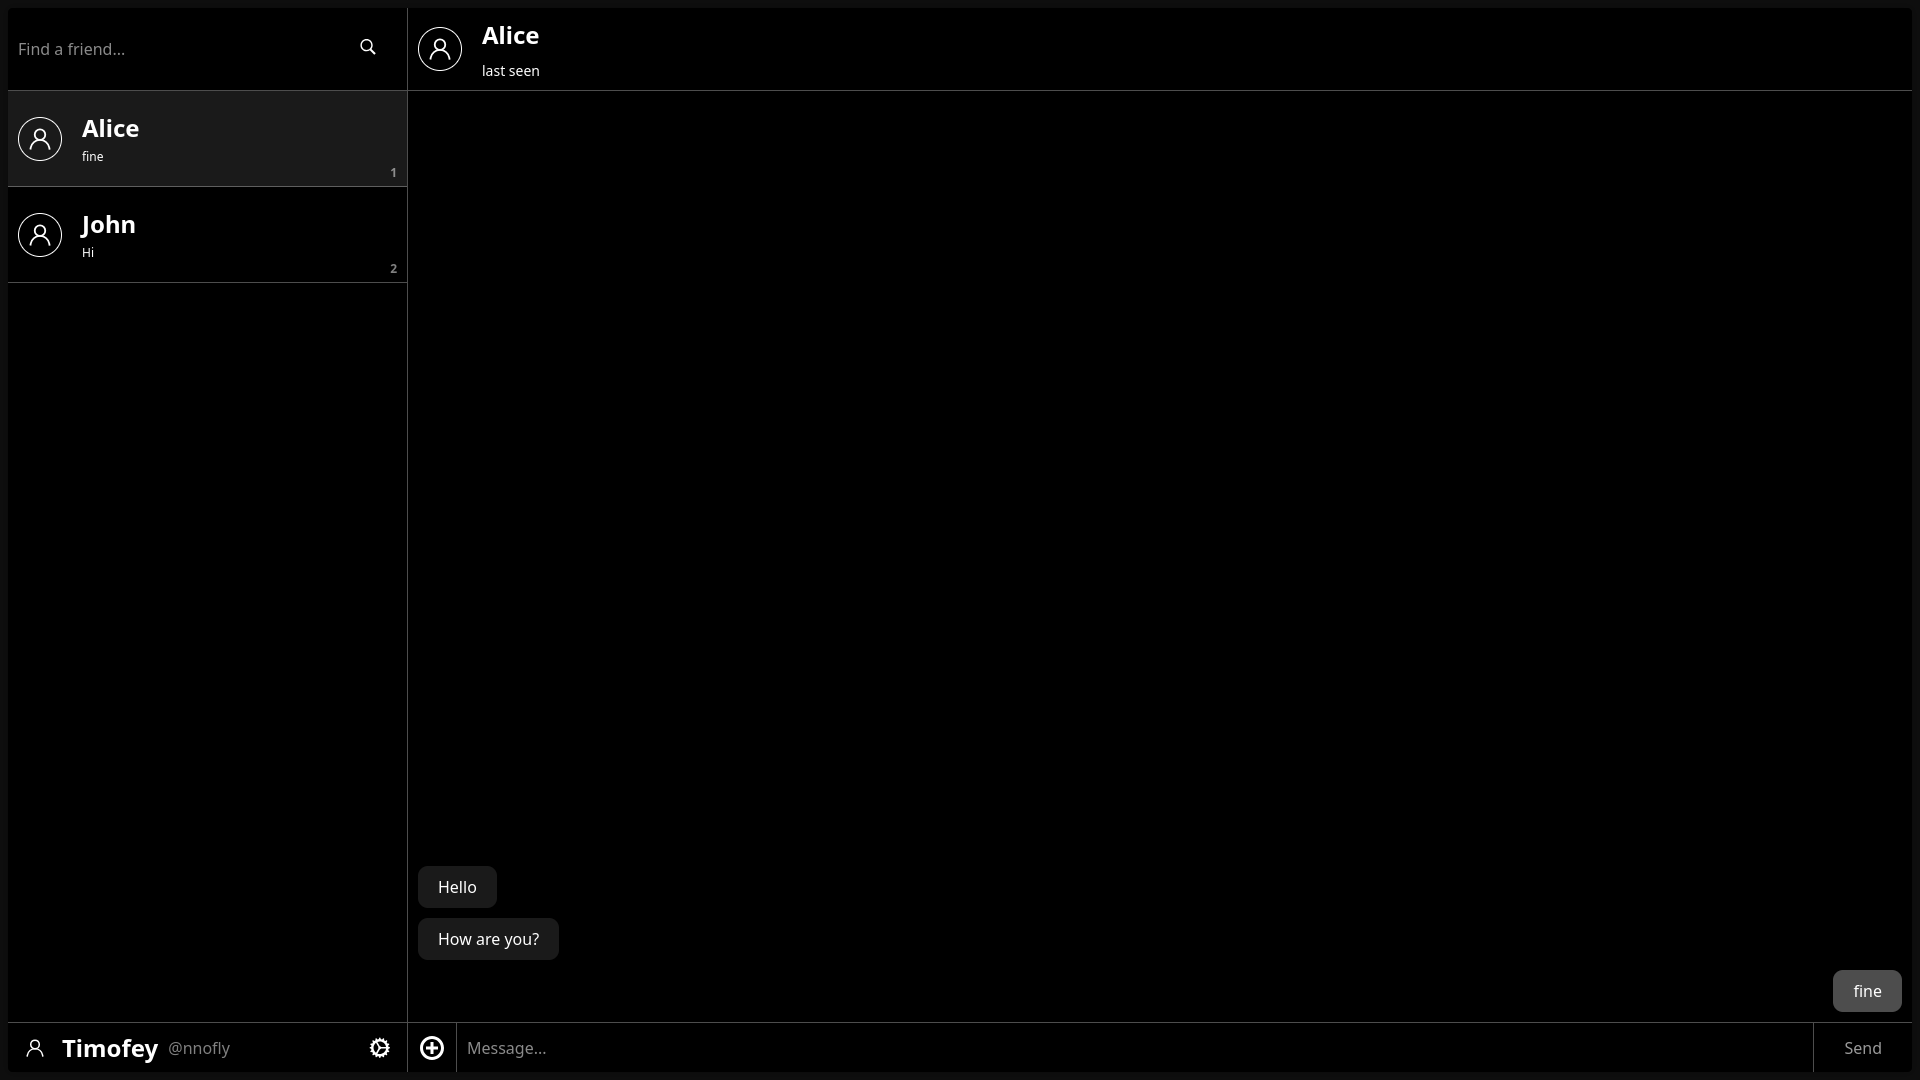 Find a friend...
Alice
fine
1
John
Hi
2
Timofey @nnofly
Alice
last seen
Hello
How are you?
fine
Message...
Send